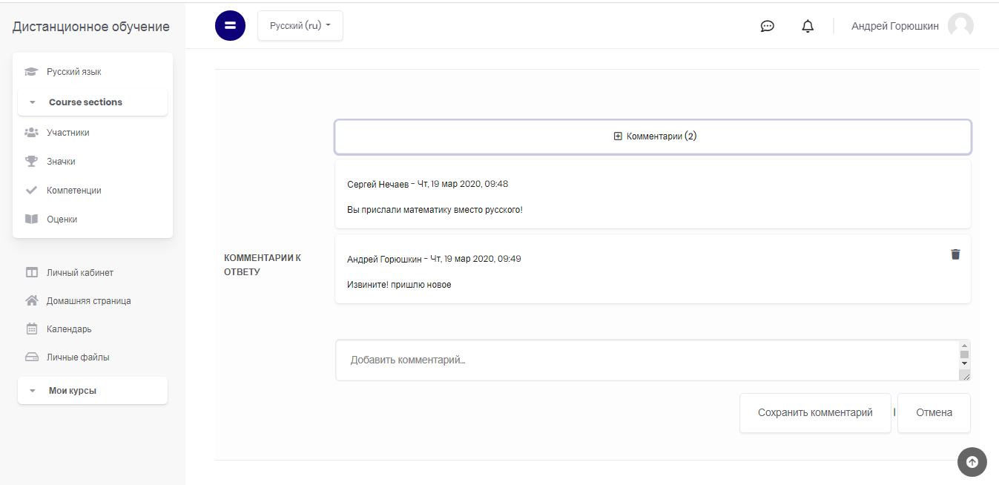 Дистанционное обучение
Русский (ru)
Андрей Горюшкин
Русский язык
Course sections
Участники
Значки
Компетенции
Оценки
Личный кабинет
Домашняя страница
Календарь
Личные файлы
Мои курсы
КОММЕНТАРИИ К
ОТВЕТУ
Комментарии (2)
Сергей Нечаев - Чт, 19 мар 2020, 09:48
Вы прислали математику вместо русского!
Андрей Горюшкин - Чт, 19 мар 2020, 09:49
Извините! пришлю новое
Добавить комментарий...
Сохранить комментарий | Отмена